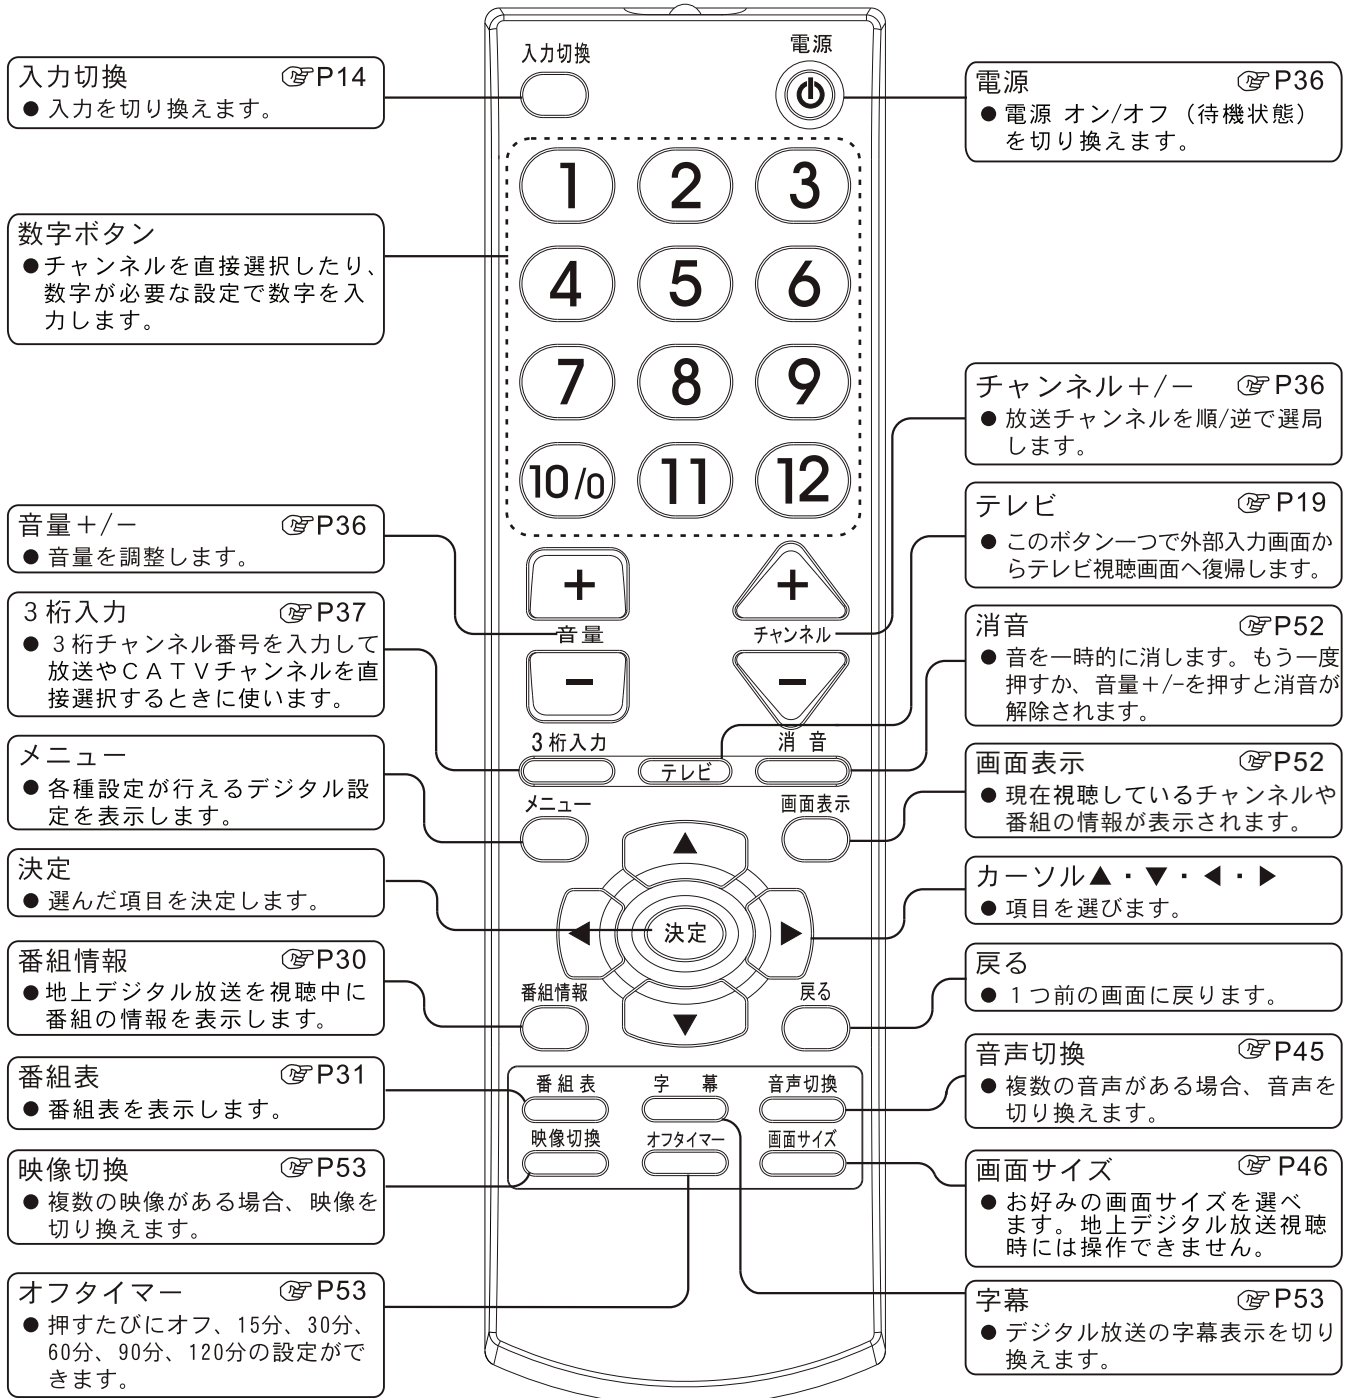 入力切換 P14
● 入力を切り換えます。
数字ボタン
●チャンネルを直接選択したり、
数字が必要な設定で数字を入
力します。
音量＋/－ P36
● 音量を調整します。
３桁入力 P37
● ３桁チャンネル番号を入力して
放送やＣＡＴＶチャンネルを直
接選択するときに使います。
メニュー
● 各種設定が行えるデジタル設
定を表示します。
決定
● 選んだ項目を決定します。
番組情報 P30
●地上デジタル放送を視聴中に
番組の情報を表示します。
番組表 P31
● 番組表を表示します。
映像切換 P53
● 複数の映像がある場合、映像を
切り換えます。
オフタイマー P53
● 押すたびにオフ、15分、30分、
60分、90分、120分の設定がで
きます。
入力切換 電源
1 2 3
4 5 6
7 8 9
10/0 11 12
＋ ＋
音量 チャンネル
－ －
３桁入力 テレビ 消 音
メニュー 画面表示
▲
◀ 決定 ▶
番組情報 ▼ 戻る
番組表 字 幕 音声切換
映像切換 オフタイマー 画面サイズ
電源 P36
● 電源 オン/オフ（待機状態）
を切り換えます。
チャンネル＋/－ P36
● 放送チャンネルを順/逆で選局
します。
テレビ P19
● このボタン一つで外部入力画面か
らテレビ視聴画面へ復帰します。
消音 P52
● 音を一時的に消します。もう一度
押すか、音量＋/−を押すと消音が
解除されます。
画面表示 P52
● 現在視聴しているチャンネルや
番組の情報が表示されます。
カーソル▲・▼・◀・▶
● 項目を選びます。
戻る
● １つ前の画面に戻ります。
音声切換 P45
● 複数の音声がある場合、音声を
切り換えます。
画面サイズ P46
● お好みの画面サイズを選べ
ます。地上デジタル放送視聴
時には操作できません。
字幕 P53
● デジタル放送の字幕表示を切り
換えます。